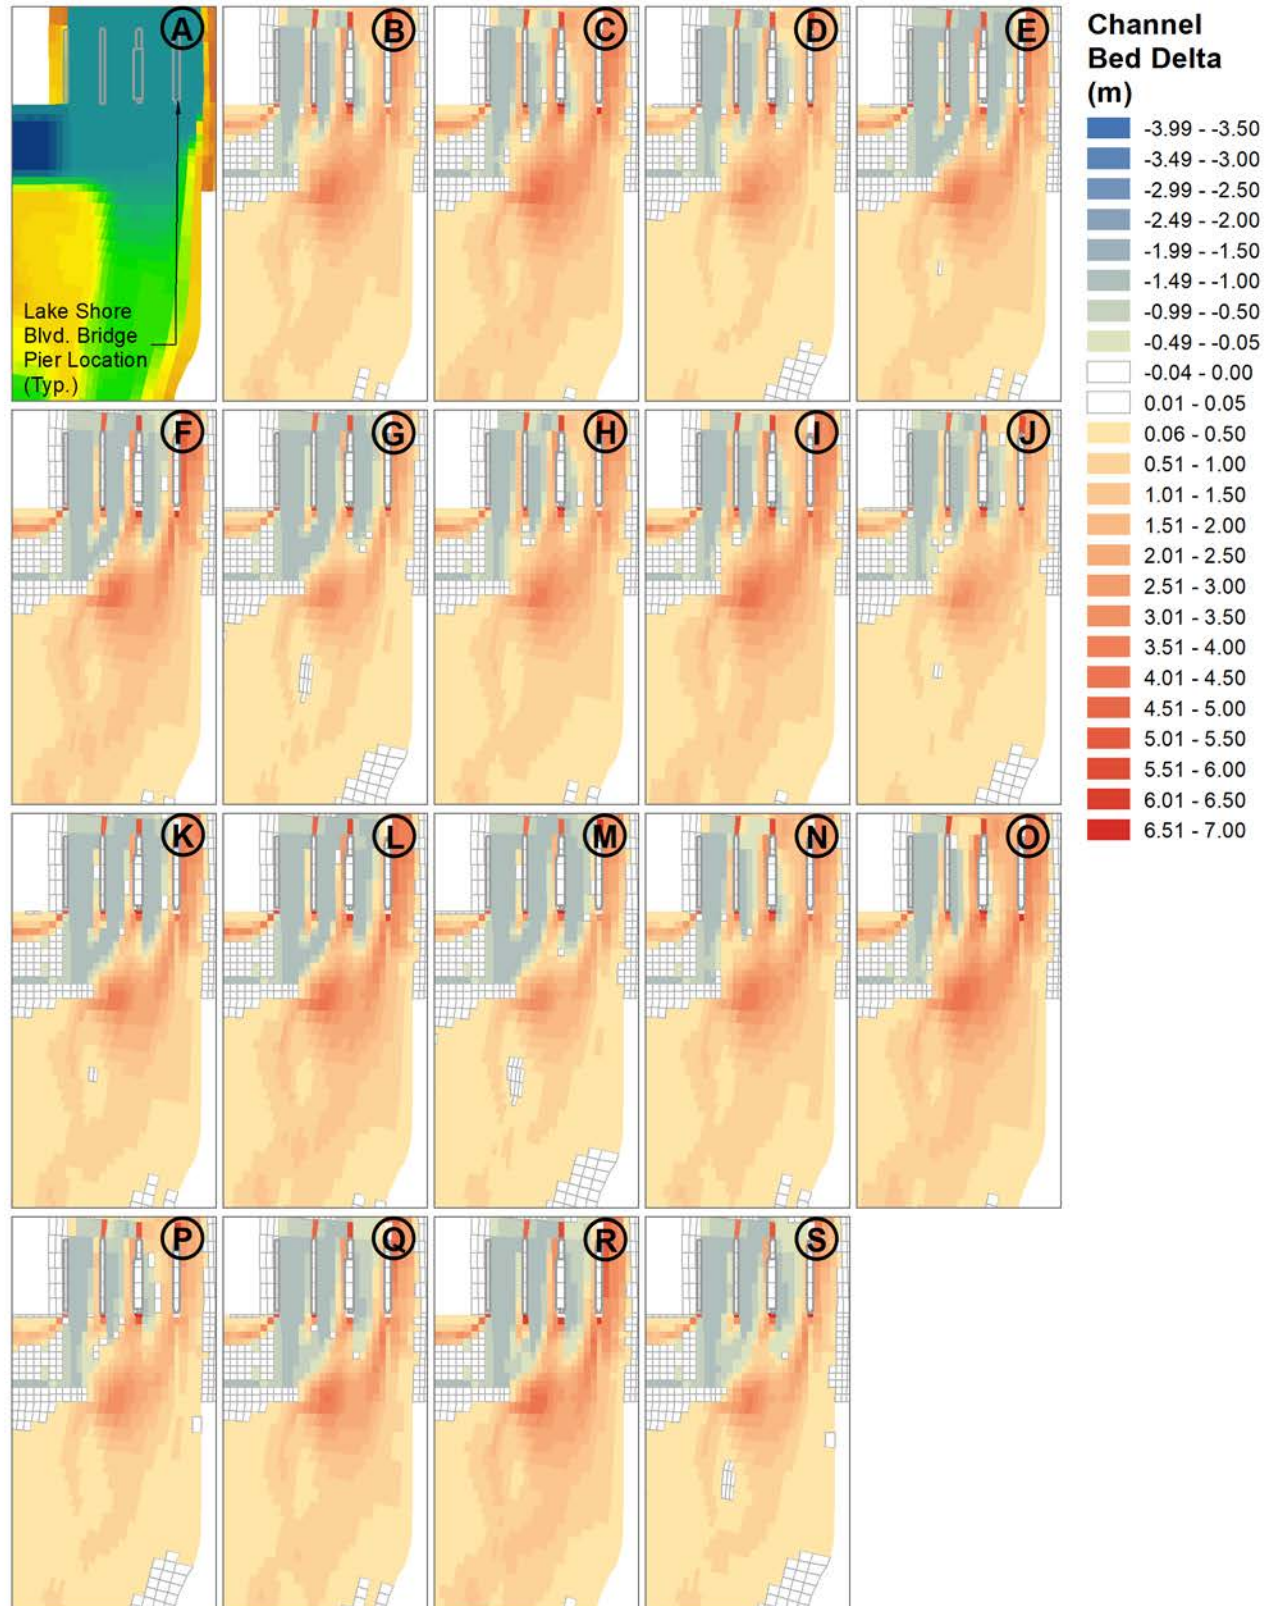 A
B
C
D
E
Lake Shore
Blvd. Bridge
Pier Location
(Typ.)
F
G
H
I
J
K
L
M
N
O
P
Q
R
S
Channel
Bed Delta
(m)
-3.99 - -3.50
-3.49 - -3.00
-2.99 - -2.50
-2.49 - -2.00
-1.99 - -1.50
-1.49 - -1.00
-0.99 - -0.50
-0.49 - -0.05
-0.04 - 0.00
0.01 - 0.05
0.06 - 0.50
0.51 - 1.00
1.01 - 1.50
1.51 - 2.00
2.01 - 2.50
2.51 - 3.00
3.01 - 3.50
3.51 - 4.00
4.01 - 4.50
4.51 - 5.00
5.01 - 5.50
5.51 - 6.00
6.01 - 6.50
6.51 - 7.00